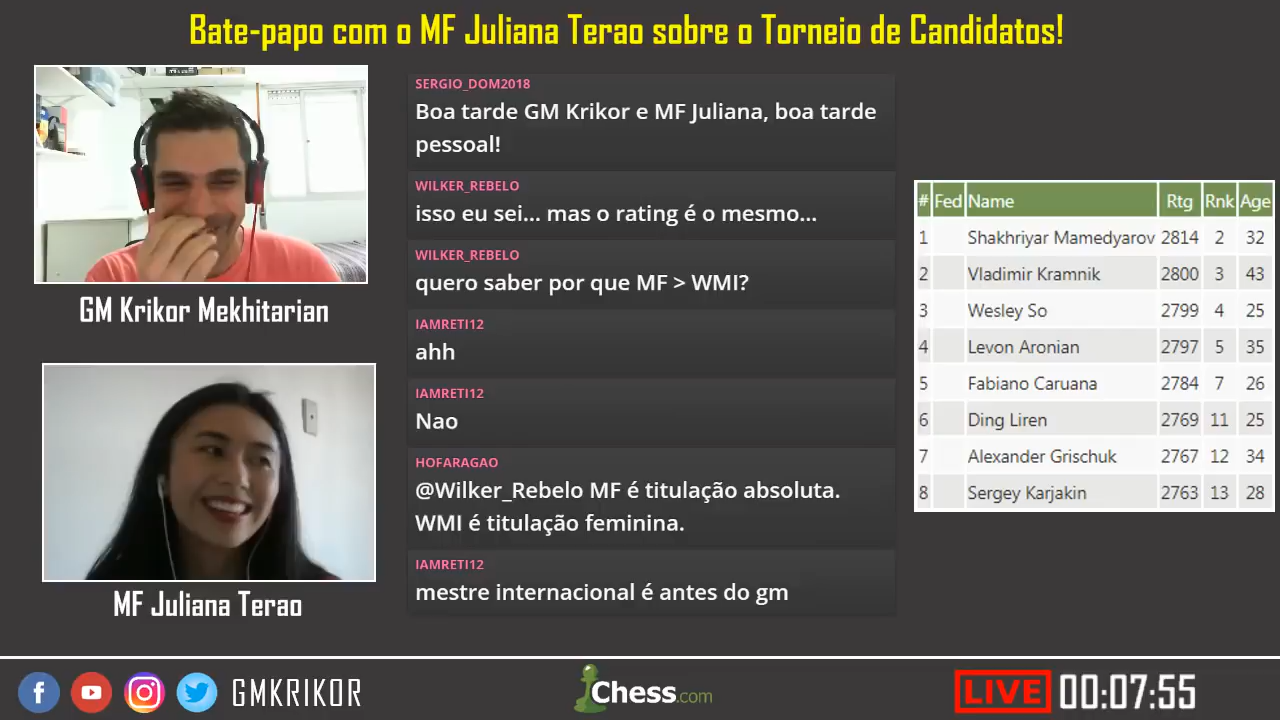 Bate-papo com o MF Juliana Terao sobre o Torneio de Candidatos!
GM Krikor Mekhitarian
MF Juliana Terao
SERGIO_DOM2018
Boa tarde GM Krikor e MF Juliana, boa tarde
pessoal!
WILKER_REBELO
isso eu sei... mas o rating é o mesmo...
WILKER_REBELO
quero saber por que MF > WMI?
IAMRETI12
ahh
IAMRETI12
Nao
HOFARAGAO
@Wilker_Rebelo MF é titulação absoluta.
WMI é titulação feminina.
IAMRETI12
mestre internacional é antes do gm
# Fed Name Rtg Rnk Age
1 Shakhriyar Mamedyarov 2814 2 32
2 Vladimir Kramnik 2800 3 43
3 Wesley So 2799 4 25
4 Levon Aronian 2797 5 35
5 Fabiano Caruana 2784 7 26
6 Ding Liren 2769 11 25
7 Alexander Grischuk 2767 12 34
8 Sergey Karjakin 2763 13 28
GMKRIKOR
Chess.com
LIVE 00:07:55